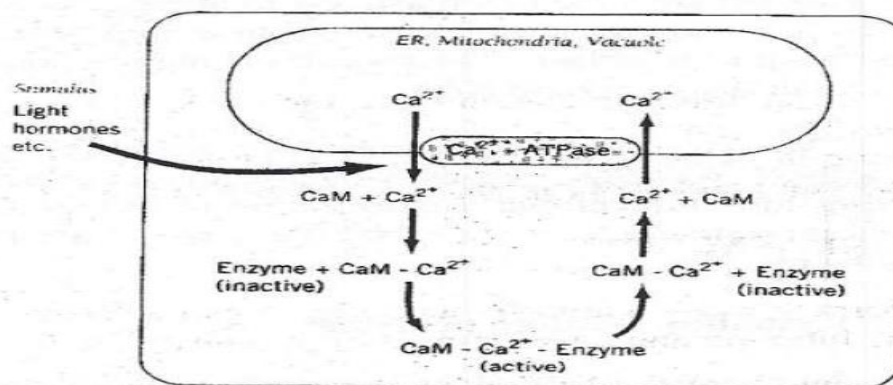 ER, Mitochondria, Vacuole
Stimulus
Light
hormones
etc.
Ca²⁺
Ca²⁺
Ca²⁺ - ATPase
CaM + Ca²⁺
Ca²⁺ + CaM
Enzyme + CaM - Ca²⁺
(inactive)
CaM - Ca²⁺ + Enzyme
(inactive)
CaM - Ca²⁺ - Enzyme
(active)